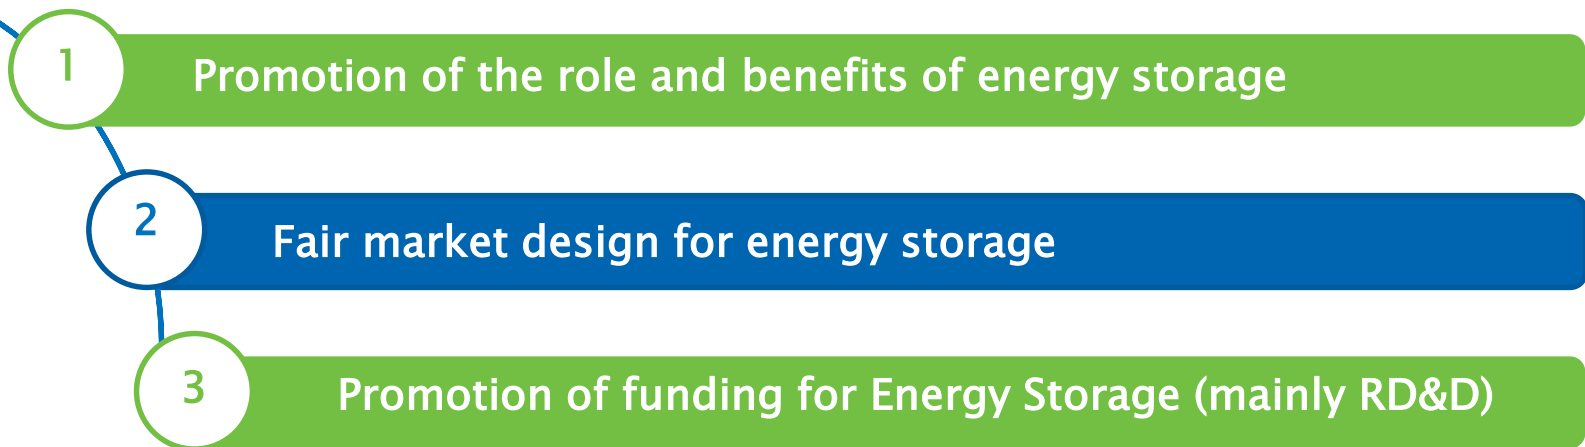 1
Promotion of the role and benefits of energy storage
2
Fair market design for energy storage
3
Promotion of funding for Energy Storage (mainly RD&D)